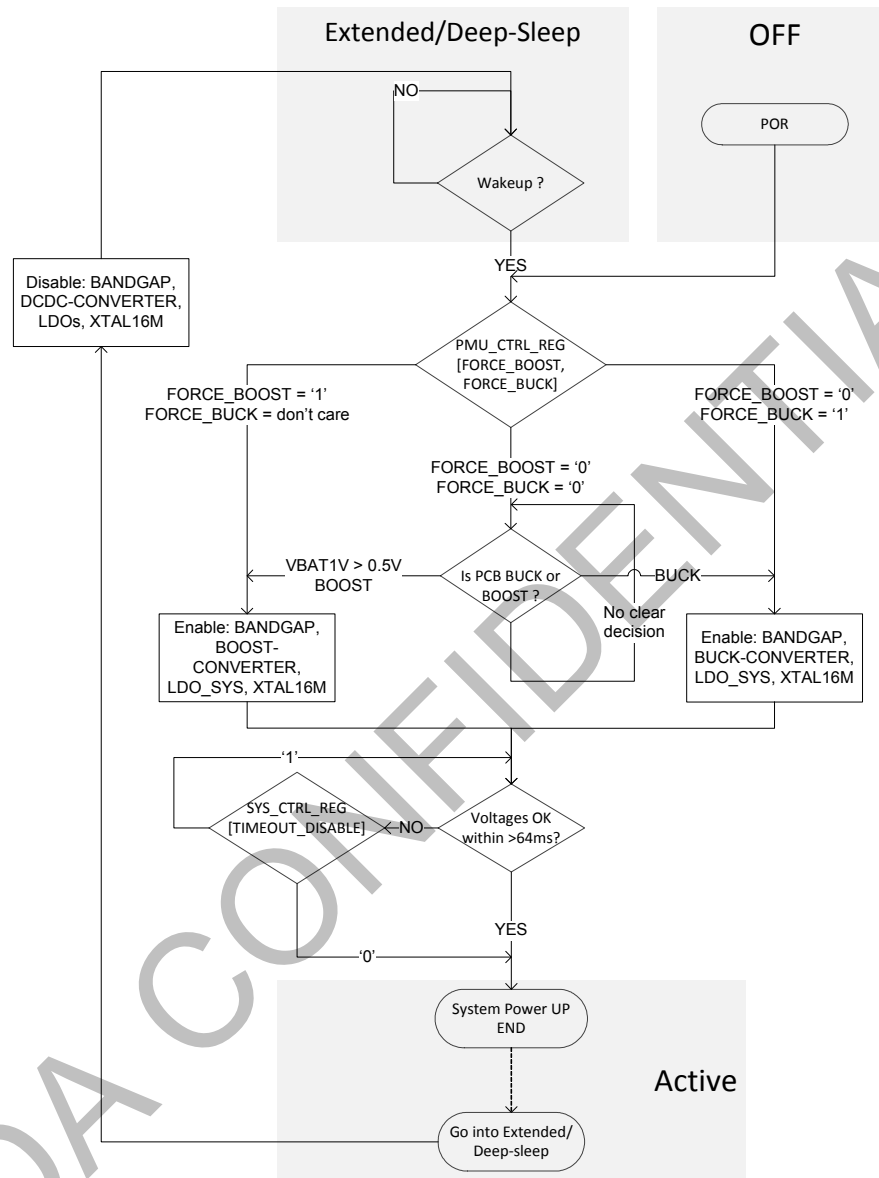 Extended/Deep-Sleep
OFF
NO
POR
Wakeup ?
YES
Disable: BANDGAP,
DCDC-CONVERTER,
LDOs, XTAL16M
PMU_CTRL_REG
[FORCE_BOOST,
FORCE_BUCK]
FORCE_BOOST = ‘1’
FORCE_BUCK = don’t care
FORCE_BOOST = ‘0’
FORCE_BUCK = ‘1’
FORCE_BOOST = ‘0’
FORCE_BUCK = ‘0’
VBAT1V > 0.5V
BOOST
Is PCB BUCK or
BOOST ?
BUCK
No clear
decision
Enable: BANDGAP,
BOOST-
CONVERTER,
LDO_SYS, XTAL16M
Enable: BANDGAP,
BUCK-CONVERTER,
LDO_SYS, XTAL16M
‘1’
SYS_CTRL_REG
[TIMEOUT_DISABLE]
NO
Voltages OK
within >64ms?
YES
‘0’
System Power UP
END
Active
Go into Extended/
Deep-sleep
DA CONFIDENTIA